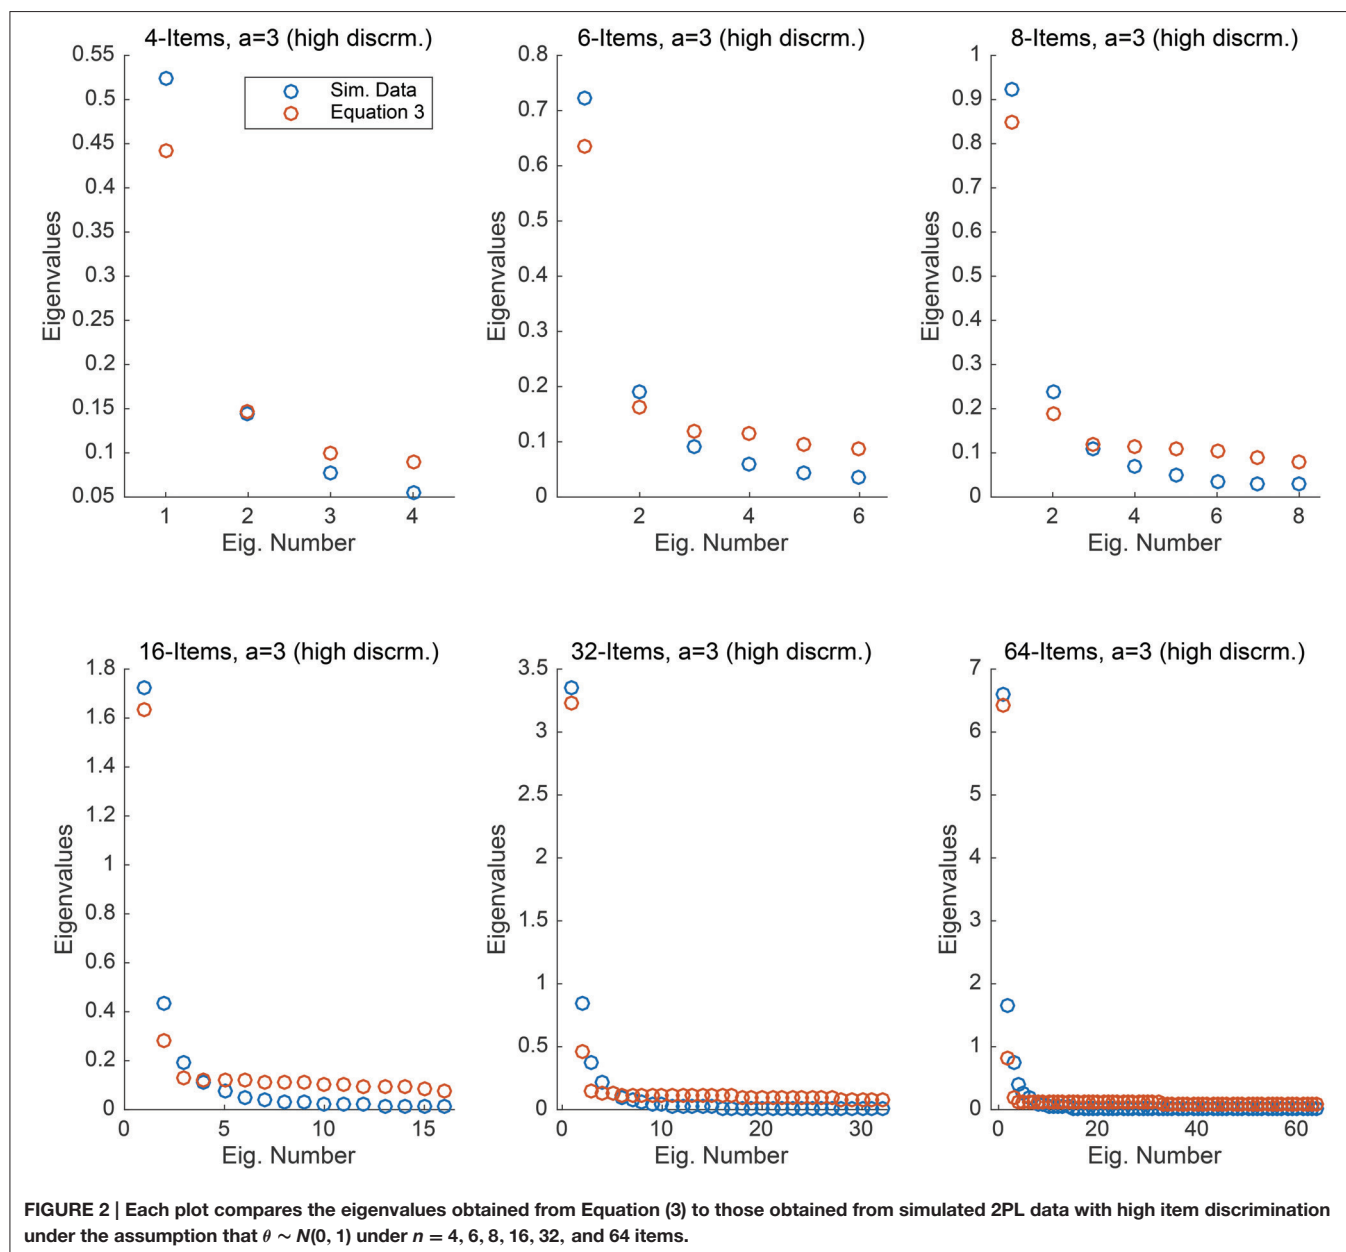 4-Items, a=3 (high discrm.)
0.55
0.5
0.45
0.4
0.35
0.3
0.25
0.2
0.15
0.1
0.05
Eigenvalues
Sim. Data
Equation 3
1 2 3 4
Eig. Number
6-Items, a=3 (high discrm.)
0.8
0.7
0.6
0.5
0.4
0.3
0.2
0.1
0
Eigenvalues
2 4 6
Eig. Number
8-Items, a=3 (high discrm.)
1
0.9
0.8
0.7
0.6
0.5
0.4
0.3
0.2
0.1
0
Eigenvalues
2 4 6 8
Eig. Number
16-Items, a=3 (high discrm.)
1.8
1.6
1.4
1.2
1
0.8
0.6
0.4
0.2
0
Eigenvalues
0 5 10 15
Eig. Number
32-Items, a=3 (high discrm.)
3.5
3
2.5
2
1.5
1
0.5
0
Eigenvalues
0 10 20 30
Eig. Number
64-Items, a=3 (high discrm.)
7
6
5
4
3
2
1
0
Eigenvalues
0 20 40 60
Eig. Number
FIGURE 2 | Each plot compares the eigenvalues obtained from Equation (3) to those obtained from simulated 2PL data with high item discrimination
under the assumption that θ ∼ N(0, 1) under n = 4, 6, 8, 16, 32, and 64 items.